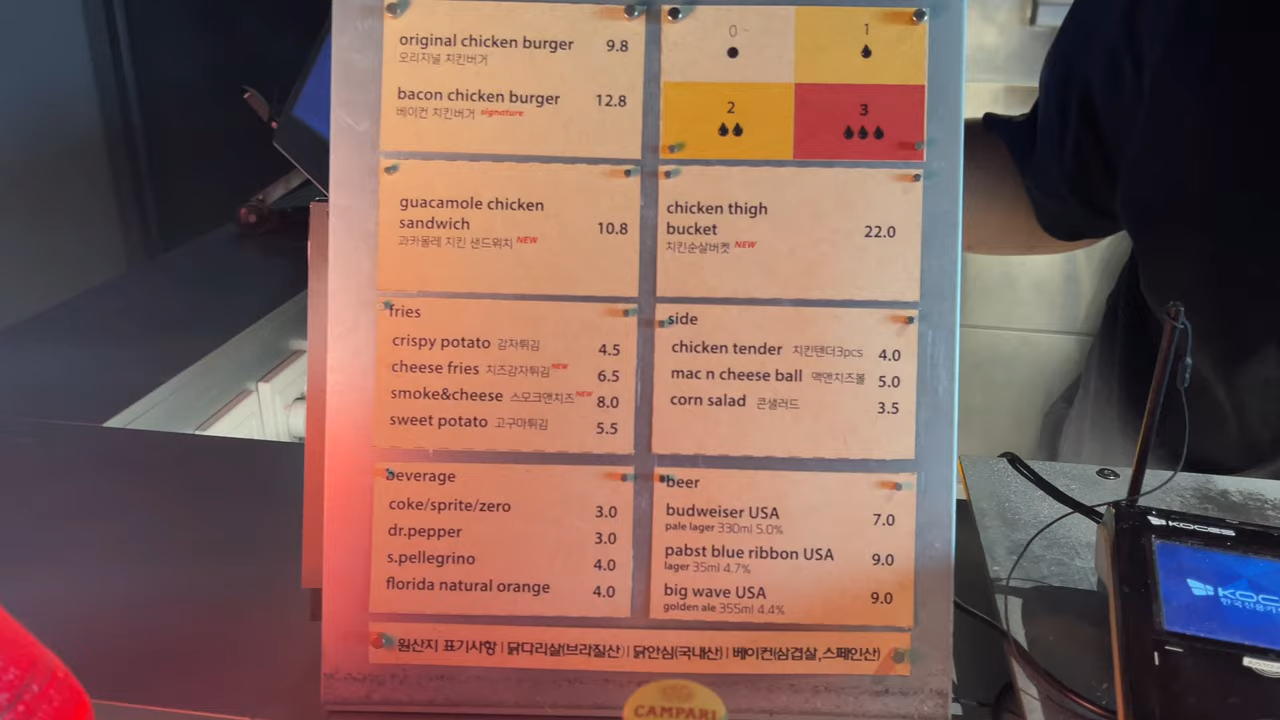 original chicken burger 9.8
오리지널 치킨버거
bacon chicken burger 12.8
베이컨 치킨버거 signature
0 ~
1
2
3
guacamole chicken
sandwich 10.8
과카몰레 치킨 샌드위치 NEW
chicken thigh
bucket 22.0
치킨순살버켓 NEW
fries
crispy potato 감자튀김 4.5
cheese fries 치즈감자튀김 NEW 6.5
smoke&cheese 스모크앤치즈 NEW 8.0
sweet potato 고구마튀김 5.5
side
chicken tender 치킨텐더3pcs 4.0
mac n cheese ball 맥앤치즈볼 5.0
corn salad 콘샐러드 3.5
beverage
coke/sprite/zero 3.0
dr.pepper 3.0
s.pellegrino 4.0
florida natural orange 4.0
beer
budweiser USA 7.0
pale lager 330ml 5.0%
pabst blue ribbon USA 9.0
lager 35ml 4.7%
big wave USA 9.0
golden ale 355ml 4.4%
원산지 표기사항 | 닭다리살(브라질산) | 닭안심(국내산) | 베이컨(삼겹살,스페인산)
CAMPARI
KOCES